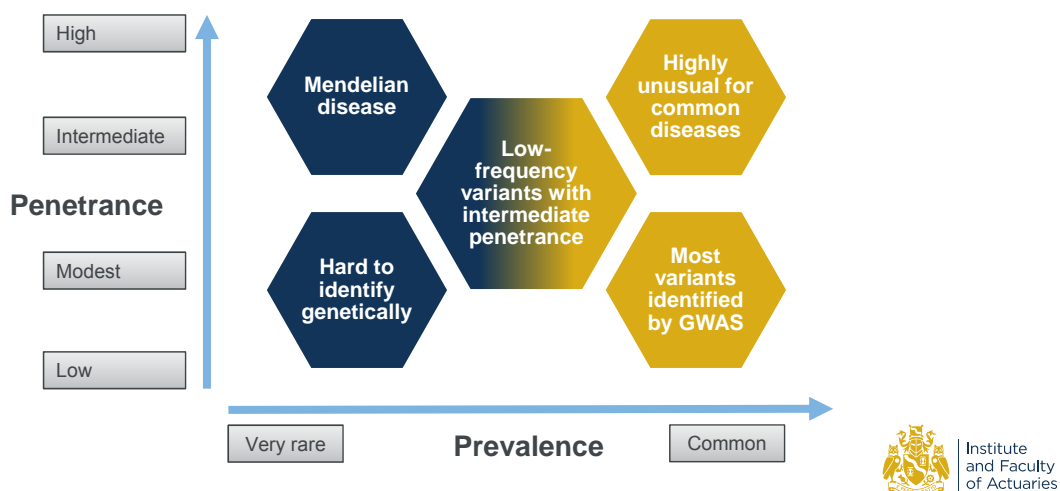 High
Intermediate
Penetrance
Modest
Low
Mendelian
disease
Highly
unusual for
common
diseases
Low-
frequency
variants with
intermediate
penetrance
Hard to
identify
genetically
Most
variants
identified
by GWAS
Very rare
Prevalence
Common
Institute
and Faculty
of Actuaries